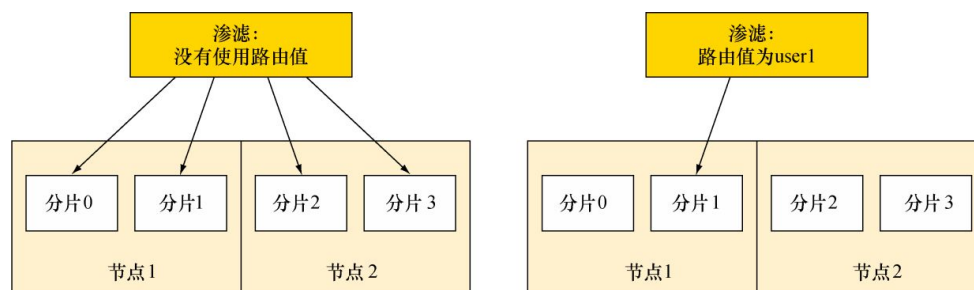 渗滤：
没有使用路由值
分片0
分片1
分片2
分片3
节点1
节点2
渗滤：
路由值为user1
分片0
分片1
分片2
分片3
节点1
节点2